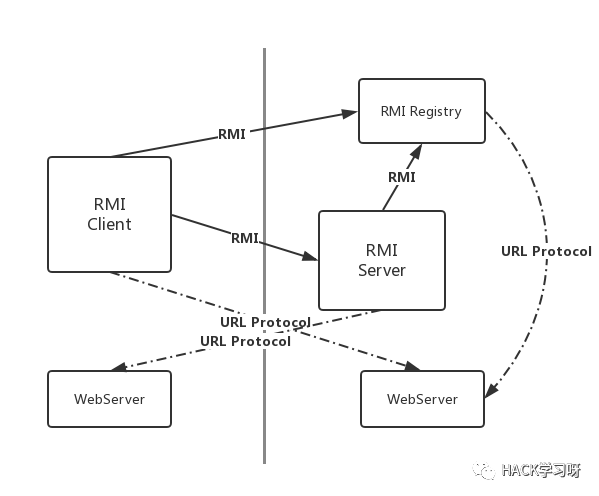 RMI Registry
RMI
RMI
Client
RMI
RMI
RMI
Server
URL Protocol
URL Protocol
URL Protocol
WebServer
WebServer
HACK学习呀